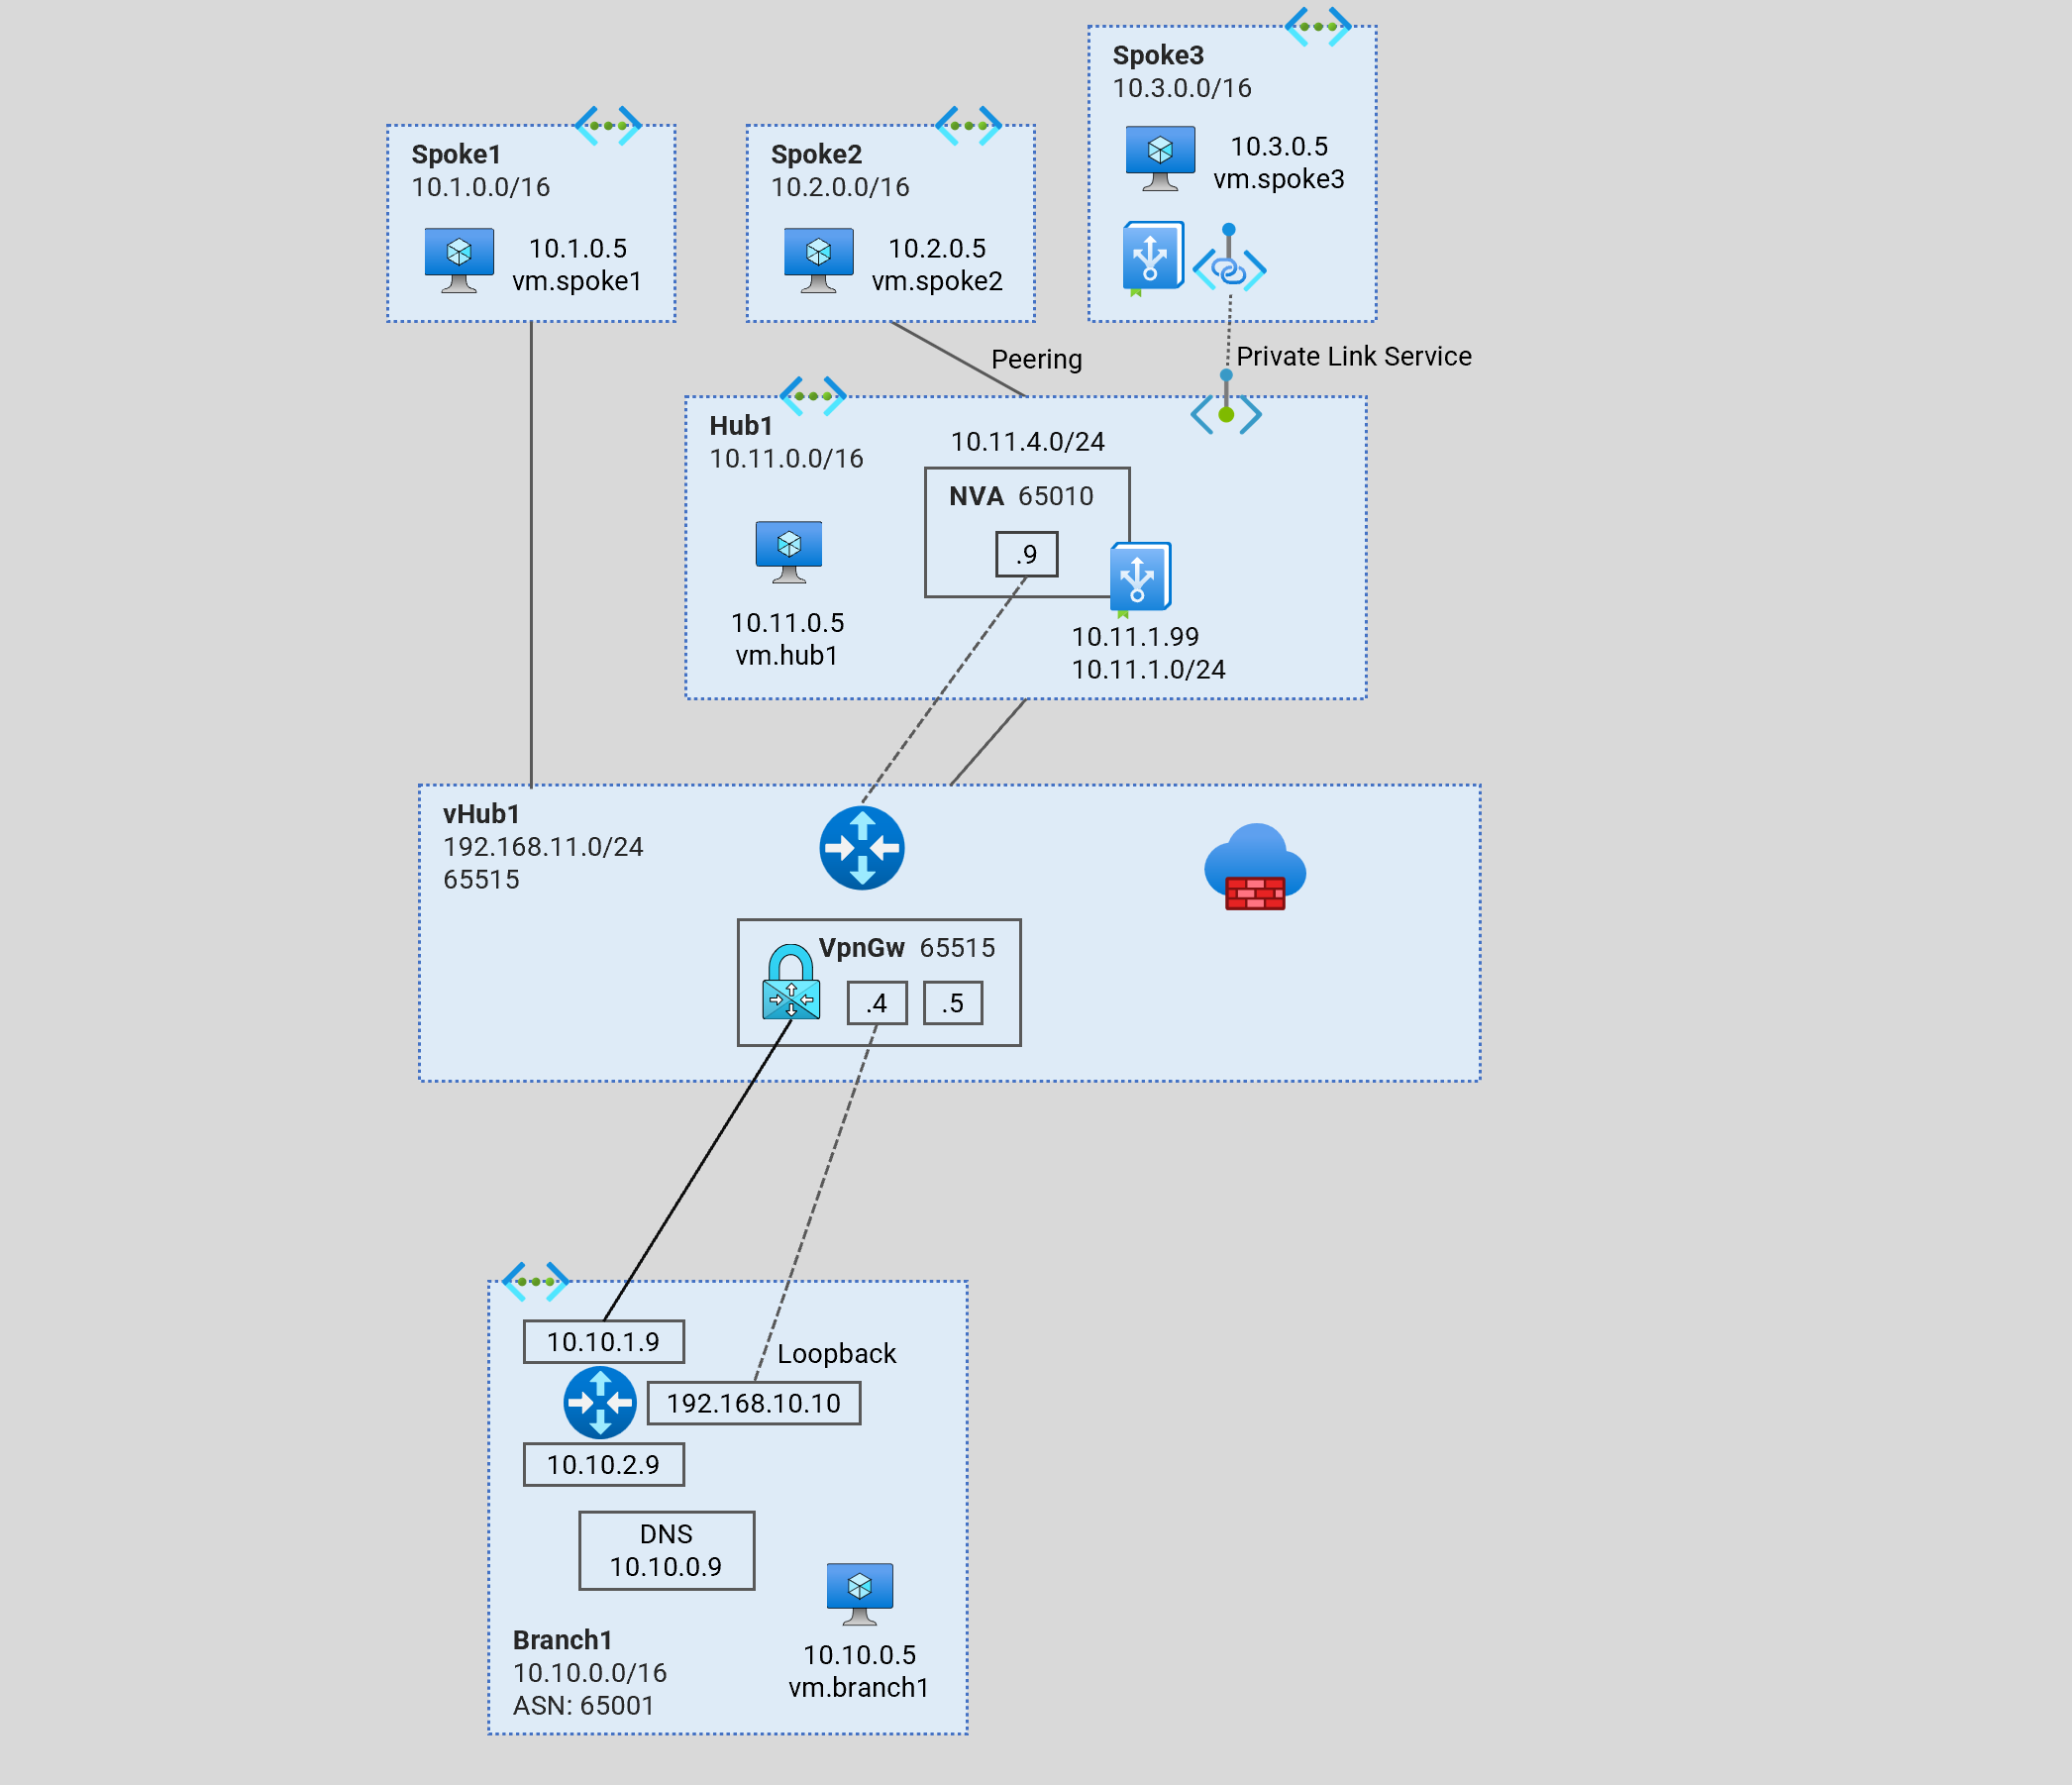 Spoke3
10.3.0.0/16
10.3.0.5
vm.spoke3
Spoke1
10.1.0.0/16
10.1.0.5
vm.spoke1
Spoke2
10.2.0.0/16
10.2.0.5
vm.spoke2
Peering
Private Link Service
Hub1
10.11.0.0/16
10.11.4.0/24
NVA 65010
.9
10.11.0.5
vm.hub1
10.11.1.99
10.11.1.0/24
vHub1
192.168.11.0/24
65515
VpnGw 65515
.4
.5
10.10.1.9
Loopback
192.168.10.10
10.10.2.9
DNS
10.10.0.9
Branch1
10.10.0.0/16
ASN: 65001
10.10.0.5
vm.branch1